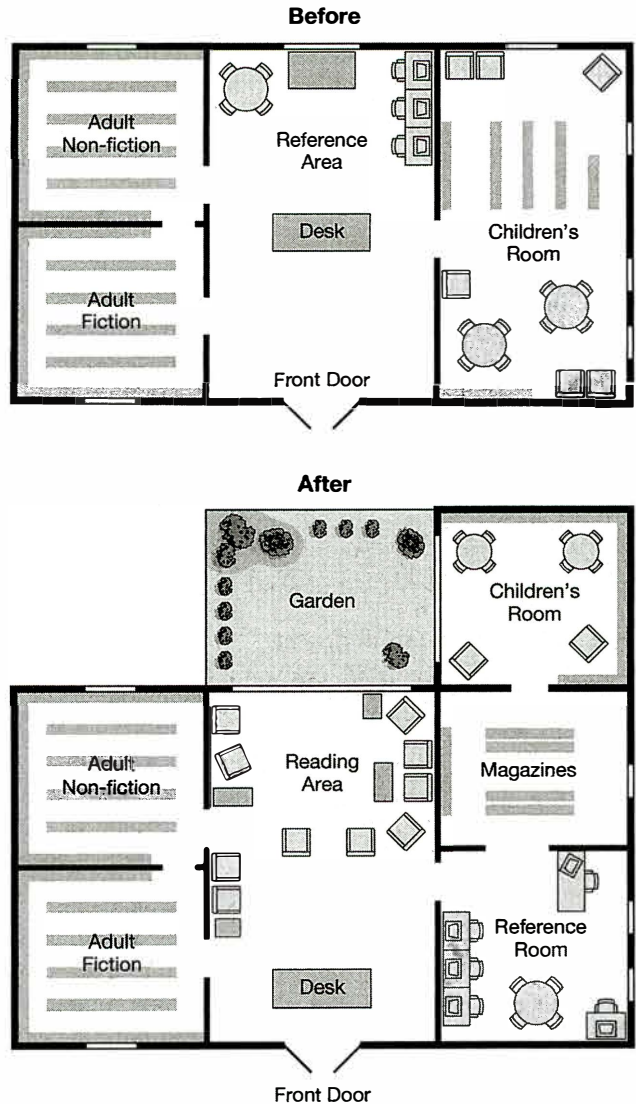 Before
Adult
Non-fiction
Reference
Area
Desk
Children's
Room
Adult
Fiction
Front Door
After
Garden
Children's
Room
Adult
Non-fiction
Reading
Area
Magazines
Adult
Fiction
Reference
Room
Desk
Front Door